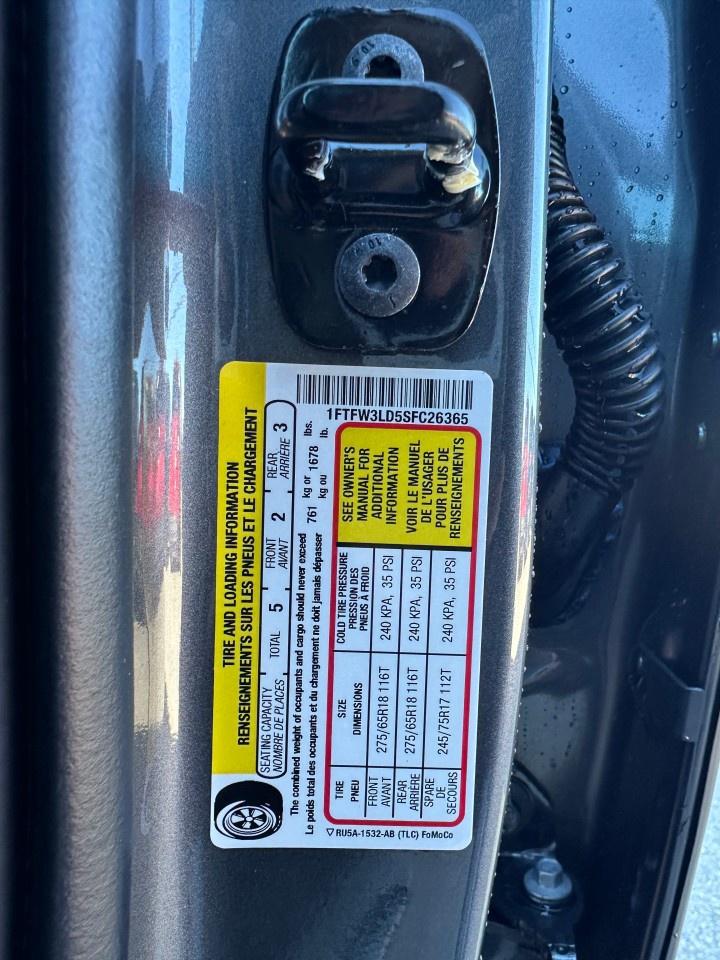 10.9
10
TIRE AND LOADING INFORMATION
RENSEIGNEMENTS SUR LES PNEUS ET LE CHARGEMENT
SEATING CAPACITY
NOMBRE DE PLACES
TOTAL 5
FRONT
AVANT 2
REAR
ARRIÈRE 3
The combined weight of occupants and cargo should never exceed 761 kg or 1678 lbs.
Le poids total des occupants et du chargement ne doit jamais dépasser kg ou lb.
1FTFW3LD5SFC26365
TIRE SIZE COLD TIRE PRESSURE
PNEU DIMENSIONS PRESSION DES
PNEUS À FROID
FRONT
AVANT 275/65R18 116T 240 KPA, 35 PSI
REAR
ARRIÈRE 275/65R18 116T 240 KPA, 35 PSI
SPARE
DE
SECOURS 245/75R17 112T 240 KPA, 35 PSI
SEE OWNER'S
MANUAL FOR
ADDITIONAL
INFORMATION
VOIR LE MANUEL
DE L'USAGER
POUR PLUS DE
RENSEIGNEMENTS
RU5A-1532-AB (TLC) FoMoCo